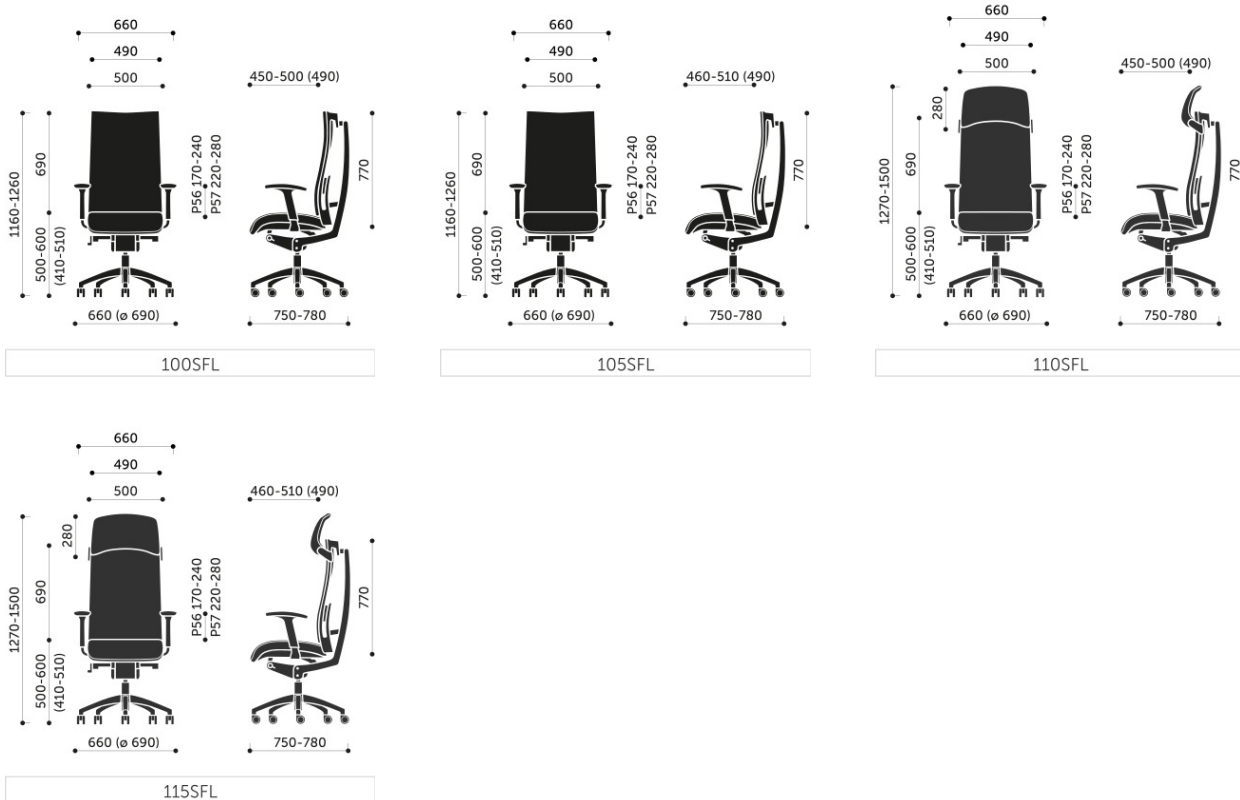 660
490
500
450-500 (490)
1160-1260
690
500-600
(410-510)
P56 170-240
P57 220-280
770
660 (ø 690)
750-780
100SFL
660
490
500
460-510 (490)
1160-1260
690
500-600
(410-510)
P56 170-240
P57 220-280
770
660 (ø 690)
750-780
105SFL
660
490
500
450-500 (490)
1270-1500
280
690
500-600
(410-510)
P56 170-240
P57 220-280
770
660 (ø 690)
750-780
110SFL
660
490
500
460-510 (490)
1270-1500
280
690
500-600
(410-510)
P56 170-240
P57 220-280
770
660 (ø 690)
750-780
115SFL